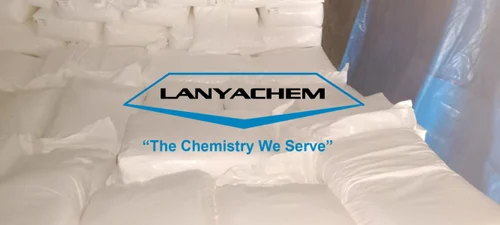 LANYACHEM
“The Chemistry We Serve”